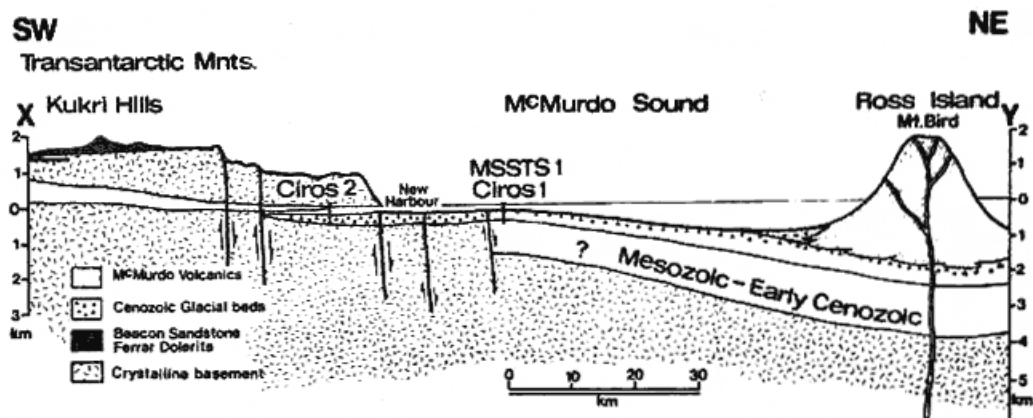 SW
NE
Transantarctic Mnts.
X
Kukri Hills
McMurdo Sound
Ross Island
Y
Mt. Bird
MSSTS 1
Ciros 2
New
Harbour
Ciros 1
2
1
0
1
2
3
km
2
1
0
1
2
3
4
5
km
? Mesozoic - Early Cenozoic
McMurdo Volcanics
Cenozoic Glacial beds
Beacon Sandstone
Ferrar Dolerite
Crystalline basement
0 10 20 30
km